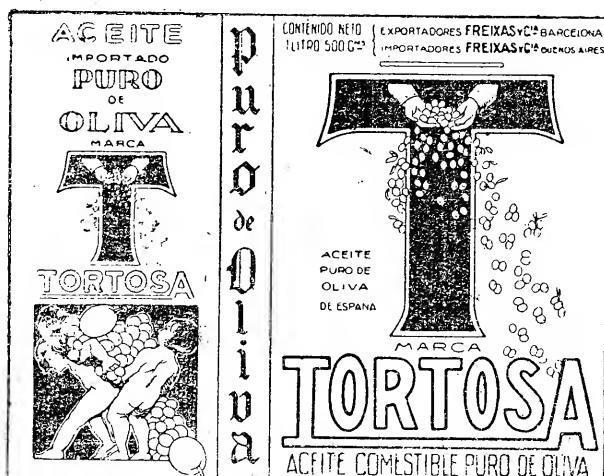 ACEITE
IMPORTADO
PURO
DE
OLIVA
MARCA
T
TORTOSA
Puro de Oliva
CONTENIDO NETO
1 LITRO 500 Gᵐᵒˢ
EXPORTADORES FREIXAS Y Cᴵᴬ BARCELONA
IMPORTADORES FREIXAS Y Cᴵᴬ BUENOS AIRES
T
ACEITE
PURO DE
OLIVA
DE ESPAÑA
MARCA
TORTOSA
ACEITE COMESTIBLE PURO DE OLIVA